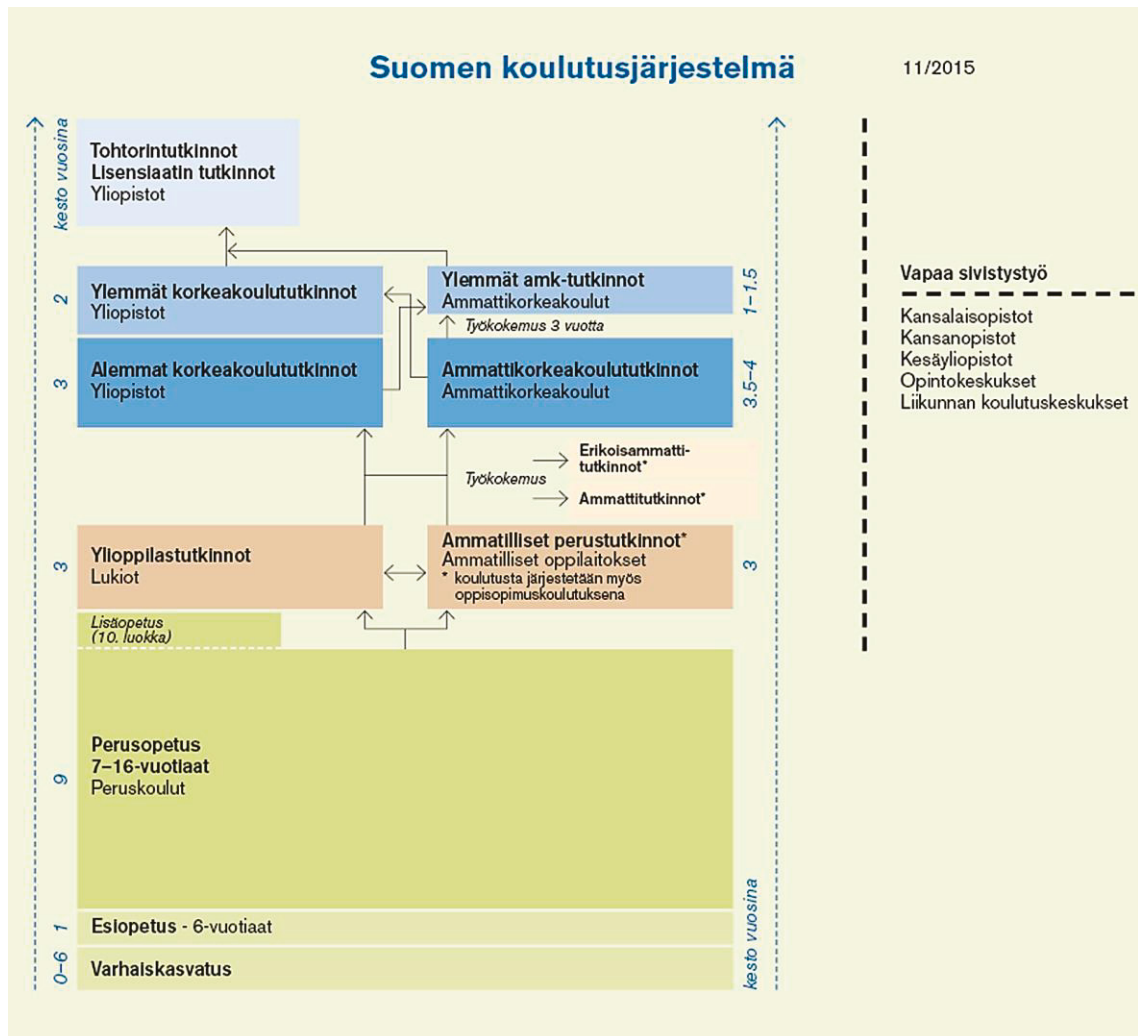 Suomen koulutusjärjestelmä
11/2015
kesto vuosina
Tohtorintutkinnot
Lisensiaatin tutkinnot
Yliopistot
2
Ylemmät korkeakoulututkinnot
Yliopistot
Ylemmät amk-tutkinnot
Ammattikorkeakoulut
1–1.5
Työkokemus 3 vuotta
3
Alemmat korkeakoulututkinnot
Yliopistot
Ammattikorkeakoulututkinnot
Ammattikorkeakoulut
3.5–4
Työkokemus
Erikoisammatti-
tutkinnot*
Ammattitutkinnot*
3
Ylioppilastutkinnot
Lukiot
Ammatilliset perustutkinnot*
Ammatilliset oppilaitokset
* koulutusta järjestetään myös
oppisopimuskoulutuksena
3
Lisäopetus
(10. luokka)
9
Perusopetus
7–16-vuotiaat
Peruskoulut
1
Esiopetus - 6-vuotiaat
0–6
Varhaiskasvatus
kesto vuosina
Vapaa sivistystyö
Kansalaisopistot
Kansanopistot
Kesäyliopistot
Opintokeskukset
Liikunnan koulutuskeskukset